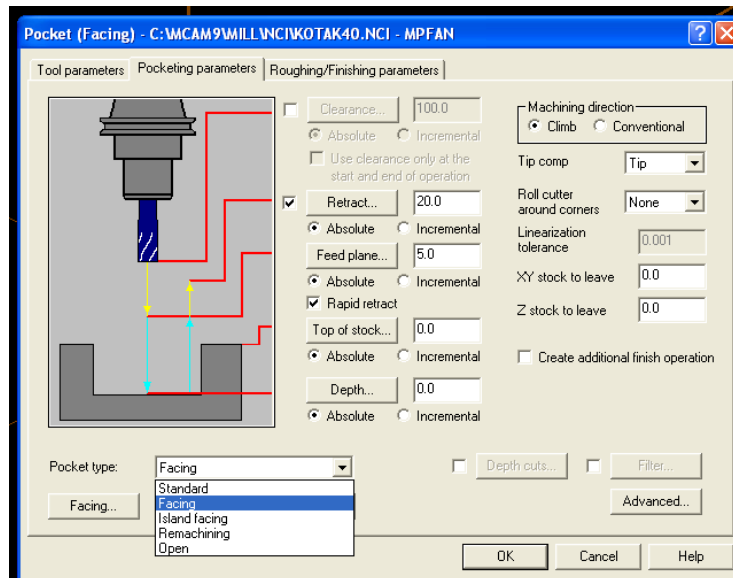 Pocket (Facing) - C:\MCAM9\MILL\NCI\KOTAK40.NCI - MPFAN
Tool parameters
Pocketing parameters
Roughing/Finishing parameters
Clearance... 100.0
Absolute Incremental
Use clearance only at the
start and end of operation
Retract... 20.0
Absolute Incremental
Feed plane... 5.0
Absolute Incremental
Rapid retract
Top of stock... 0.0
Absolute Incremental
Depth... 0.0
Absolute Incremental
Machining direction
Climb Conventional
Tip comp Tip
Roll cutter
around corners None
Linearization
tolerance 0.001
XY stock to leave 0.0
Z stock to leave 0.0
Create additional finish operation
Pocket type: Facing
Standard
Facing
Island facing
Remachining
Open
Facing...
Depth cuts... Filter...
Advanced...
OK Cancel Help